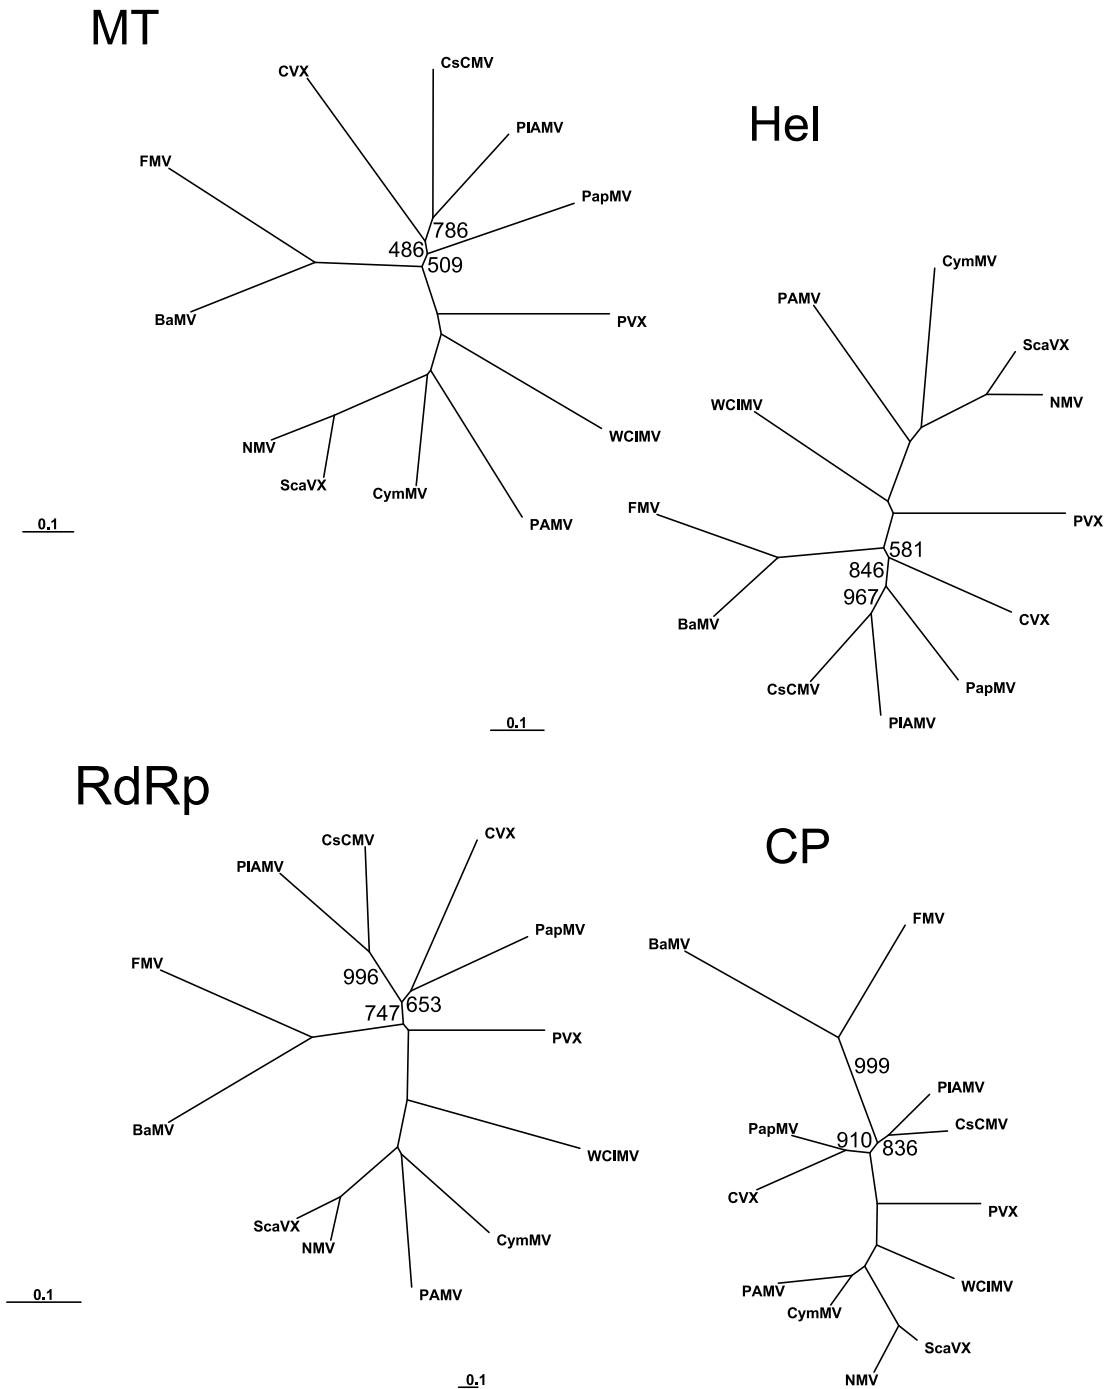 MT
CVX
CsCMV
PlAMV
FMV
PapMV
786
486
509
BaMV
PVX
WClMV
NMV
ScaVX
CymMV
PAMV
0.1
Hel
CymMV
PAMV
ScaVX
NMV
WClMV
FMV
PVX
581
846
967
BaMV
CVX
CsCMV
PapMV
PlAMV
0.1
RdRp
CVX
CsCMV
PlAMV
PapMV
FMV
996
747
653
PVX
BaMV
WClMV
ScaVX
NMV
CymMV
PAMV
0.1
CP
FMV
BaMV
999
PlAMV
CsCMV
PapMV
910
836
CVX
PVX
WClMV
PAMV
CymMV
ScaVX
NMV
0.1